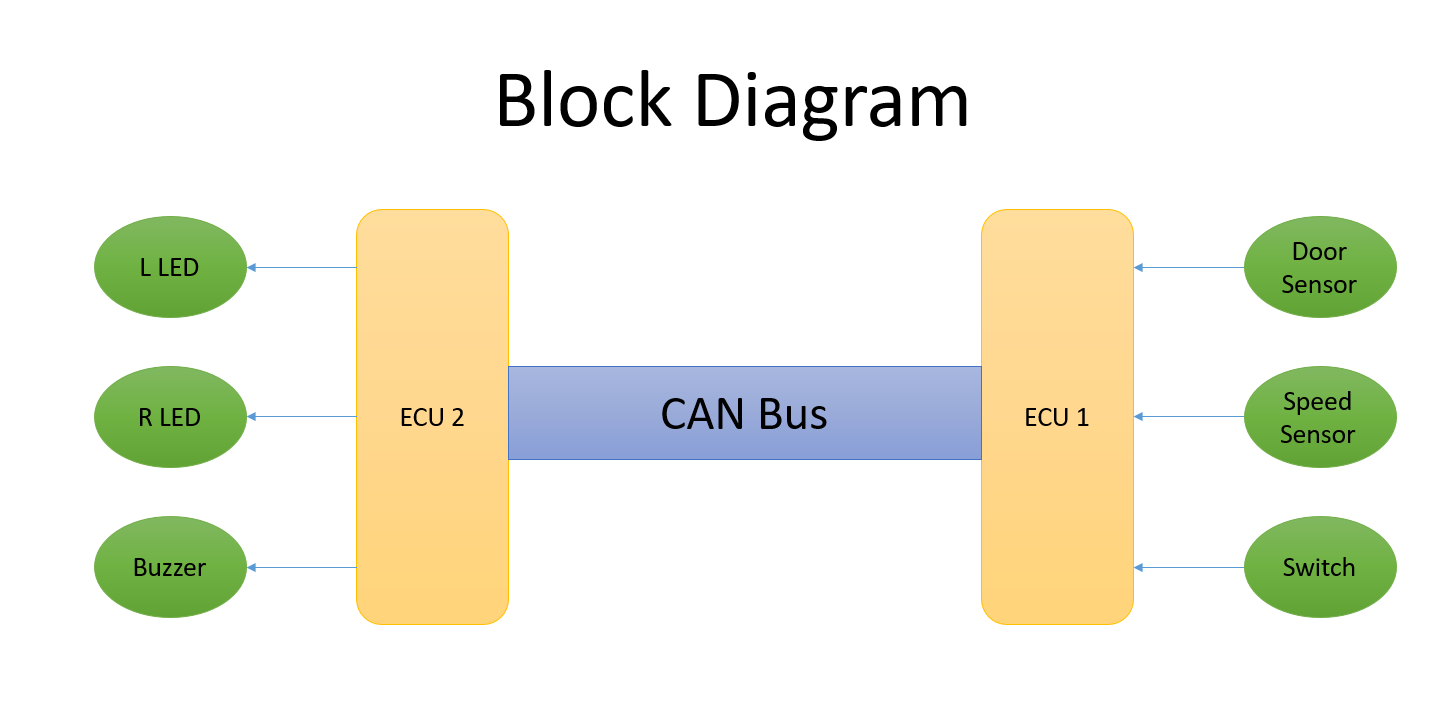 Block Diagram
L LED
R LED
Buzzer
ECU 2
CAN Bus
ECU 1
Door
Sensor
Speed
Sensor
Switch